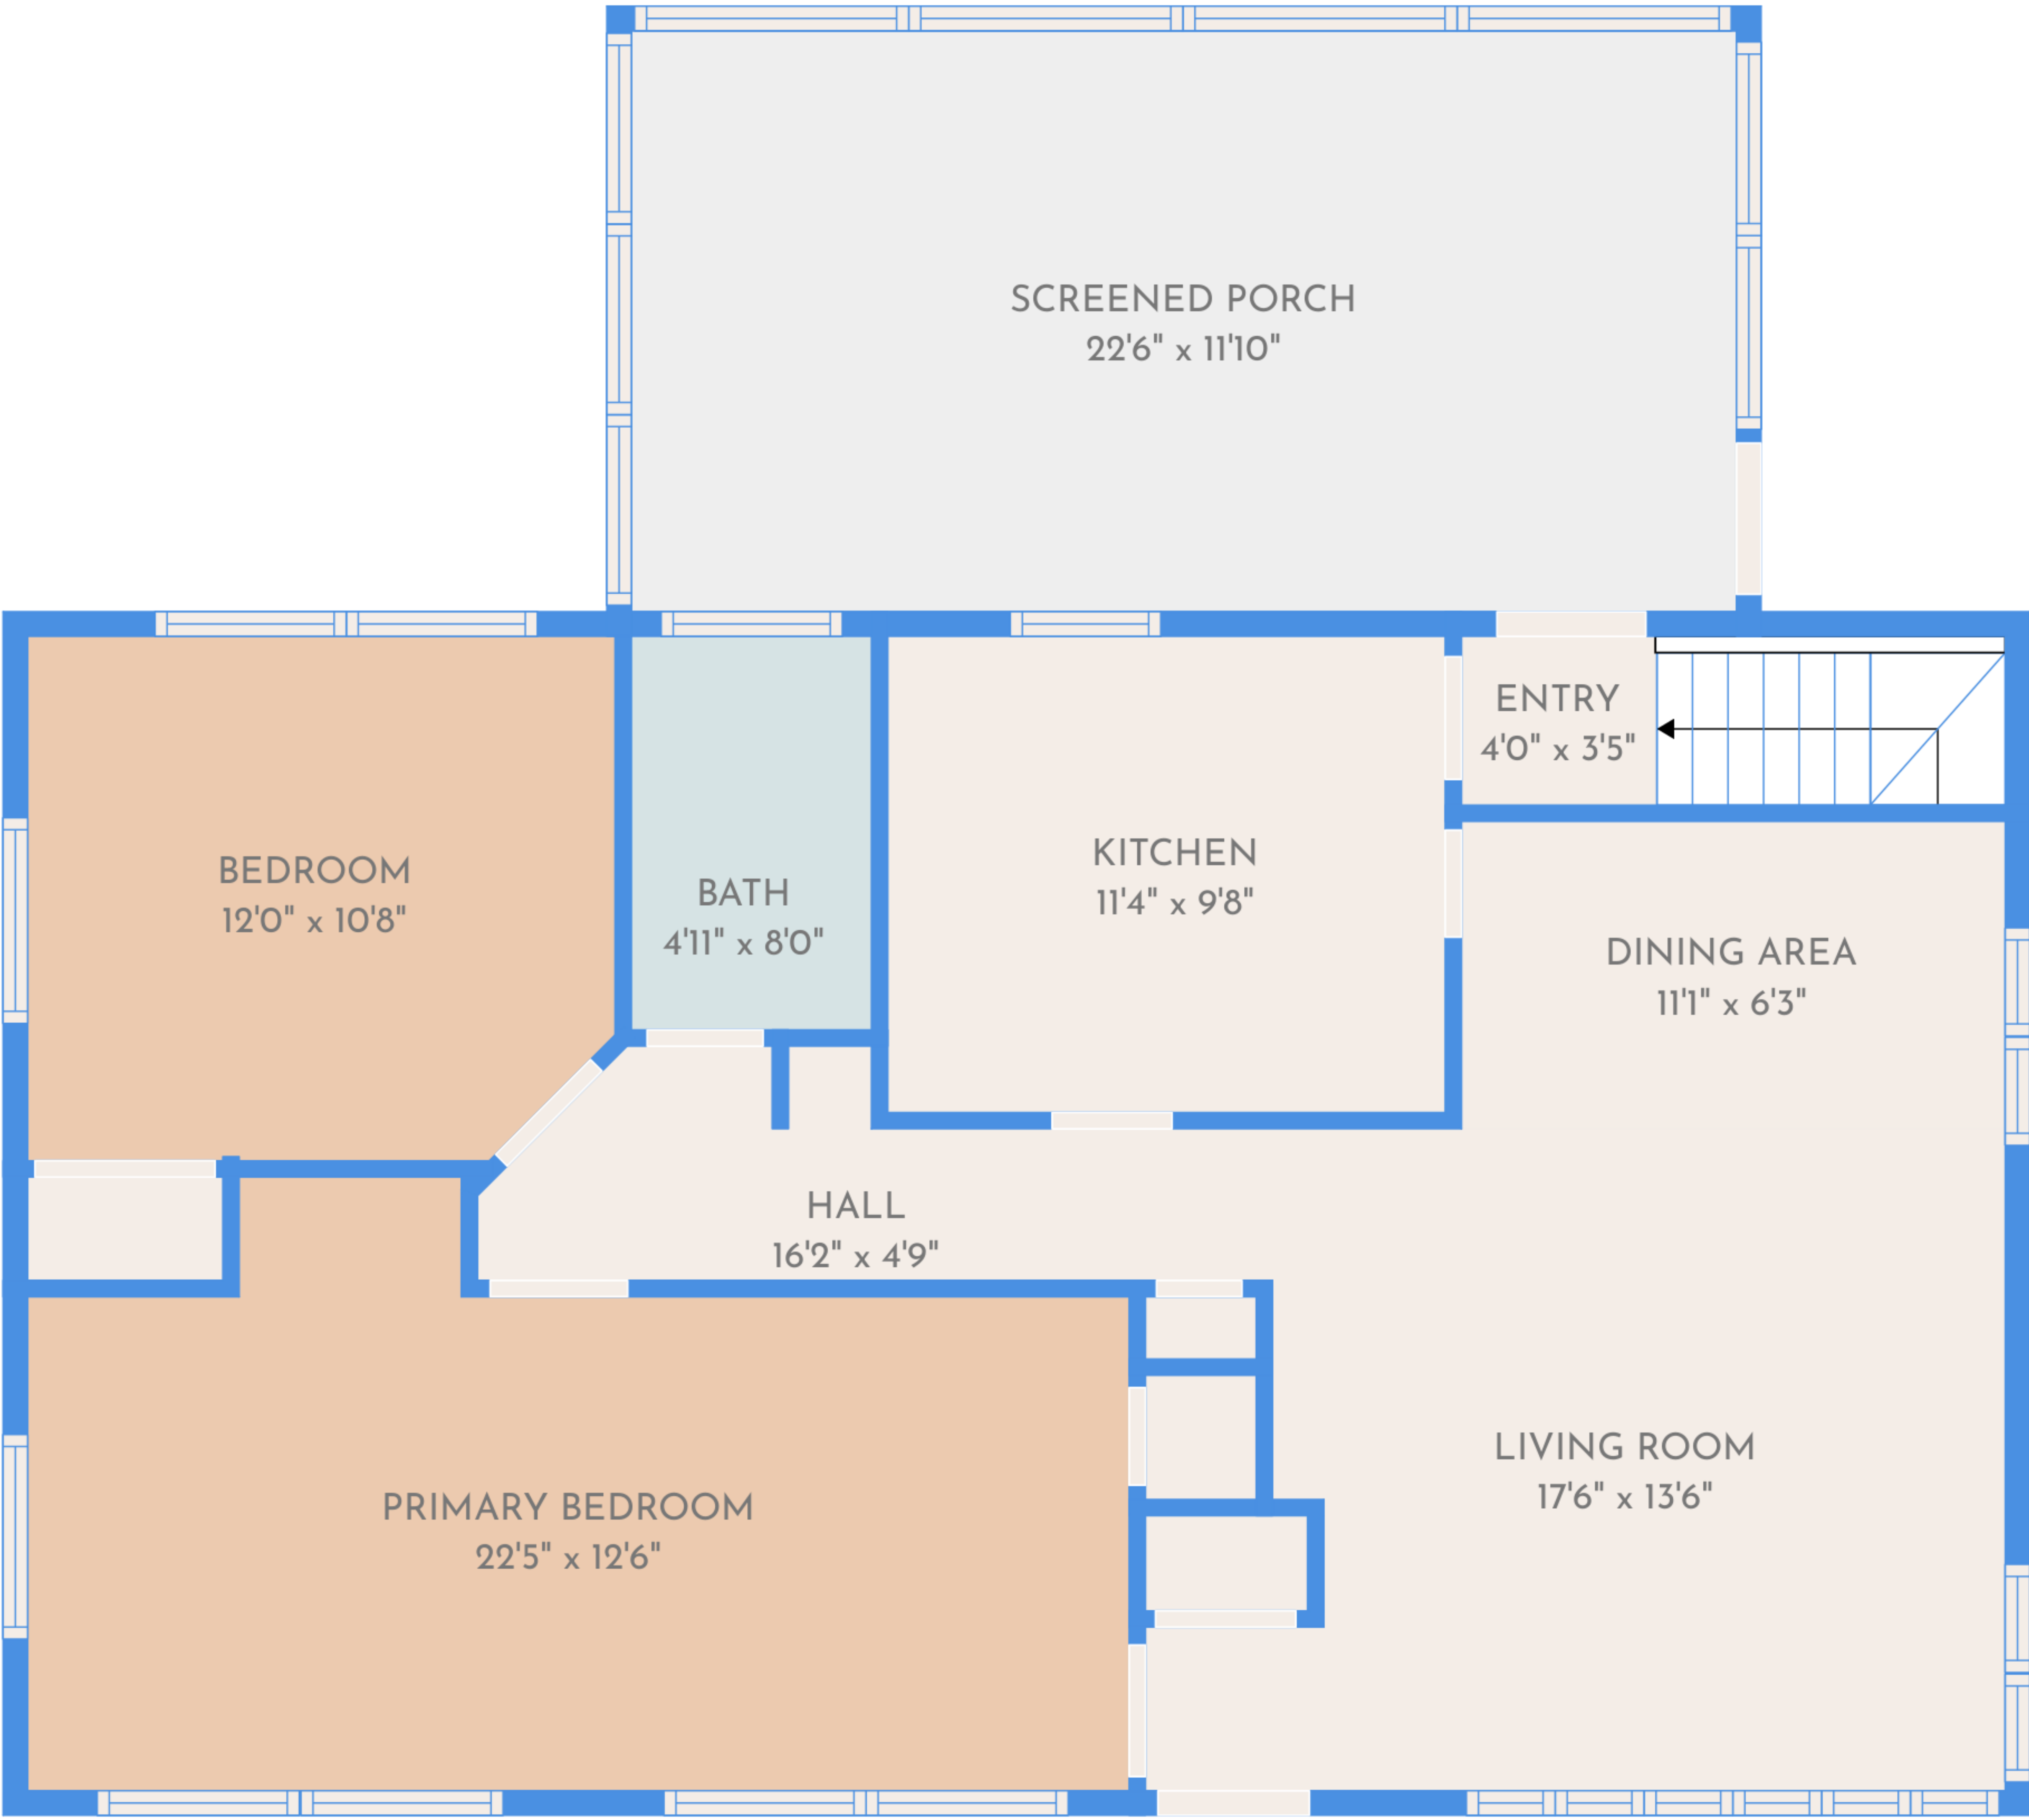 SCREENED PORCH
22'6" x 11'10"
ENTRY
4'0" x 3'5"
BEDROOM
12'0" x 10'8"
BATH
4'11" x 8'0"
KITCHEN
11'4" x 9'8"
DINING AREA
11'1" x 6'3"
HALL
16'2" x 4'9"
LIVING ROOM
17'6" x 13'6"
PRIMARY BEDROOM
22'5" x 12'6"